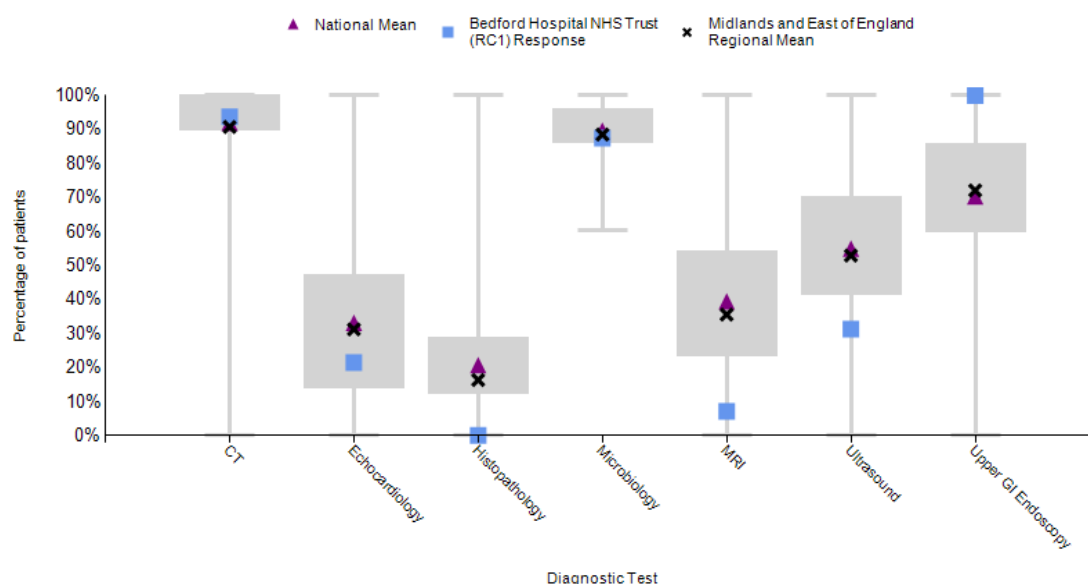 National Mean
Bedford Hospital NHS Trust
(RC1) Response
Midlands and East of England
Regional Mean
100%
90%
80%
70%
60%
50%
40%
30%
20%
10%
0%
Percentage of patients
CT
Echocardiology
Histopathology
Microbiology
MRI
Ultrasound
Upper GI Endoscopy
Diagnostic Test